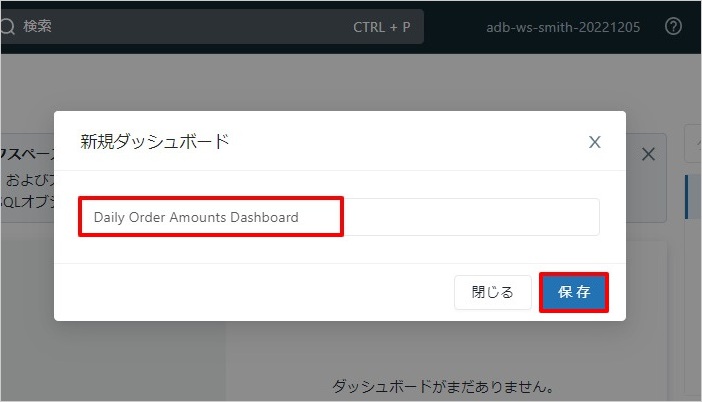 検索
CTRL + P
adb-ws-smith-20221205
新規ダッシュボード
クスペース
および
SQLオブジ
Daily Order Amounts Dashboard
閉じる
保存
ダッシュボードがまだありません。